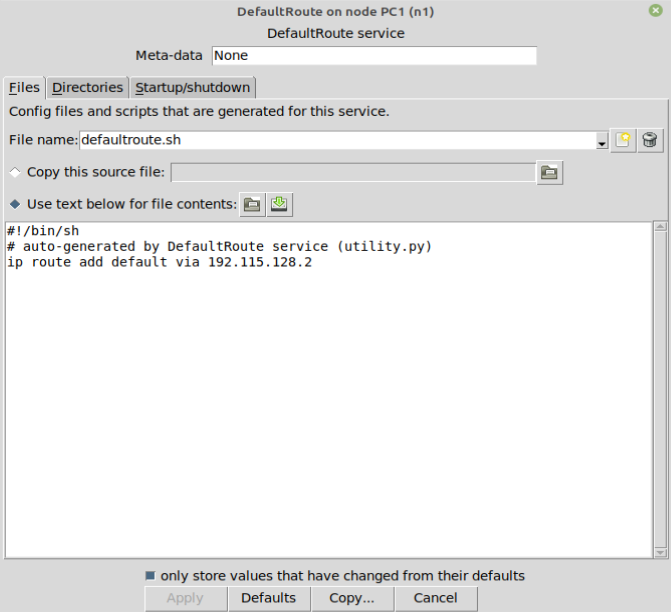 DefaultRoute on node PC1 (n1)
DefaultRoute service
Meta-data None
Files Directories Startup/shutdown
Config files and scripts that are generated for this service.
File name: defaultroute.sh
Copy this source file:
Use text below for file contents:
#!/bin/sh
# auto-generated by DefaultRoute service (utility.py)
ip route add default via 192.115.128.2
only store values that have changed from their defaults
Apply Defaults Copy... Cancel